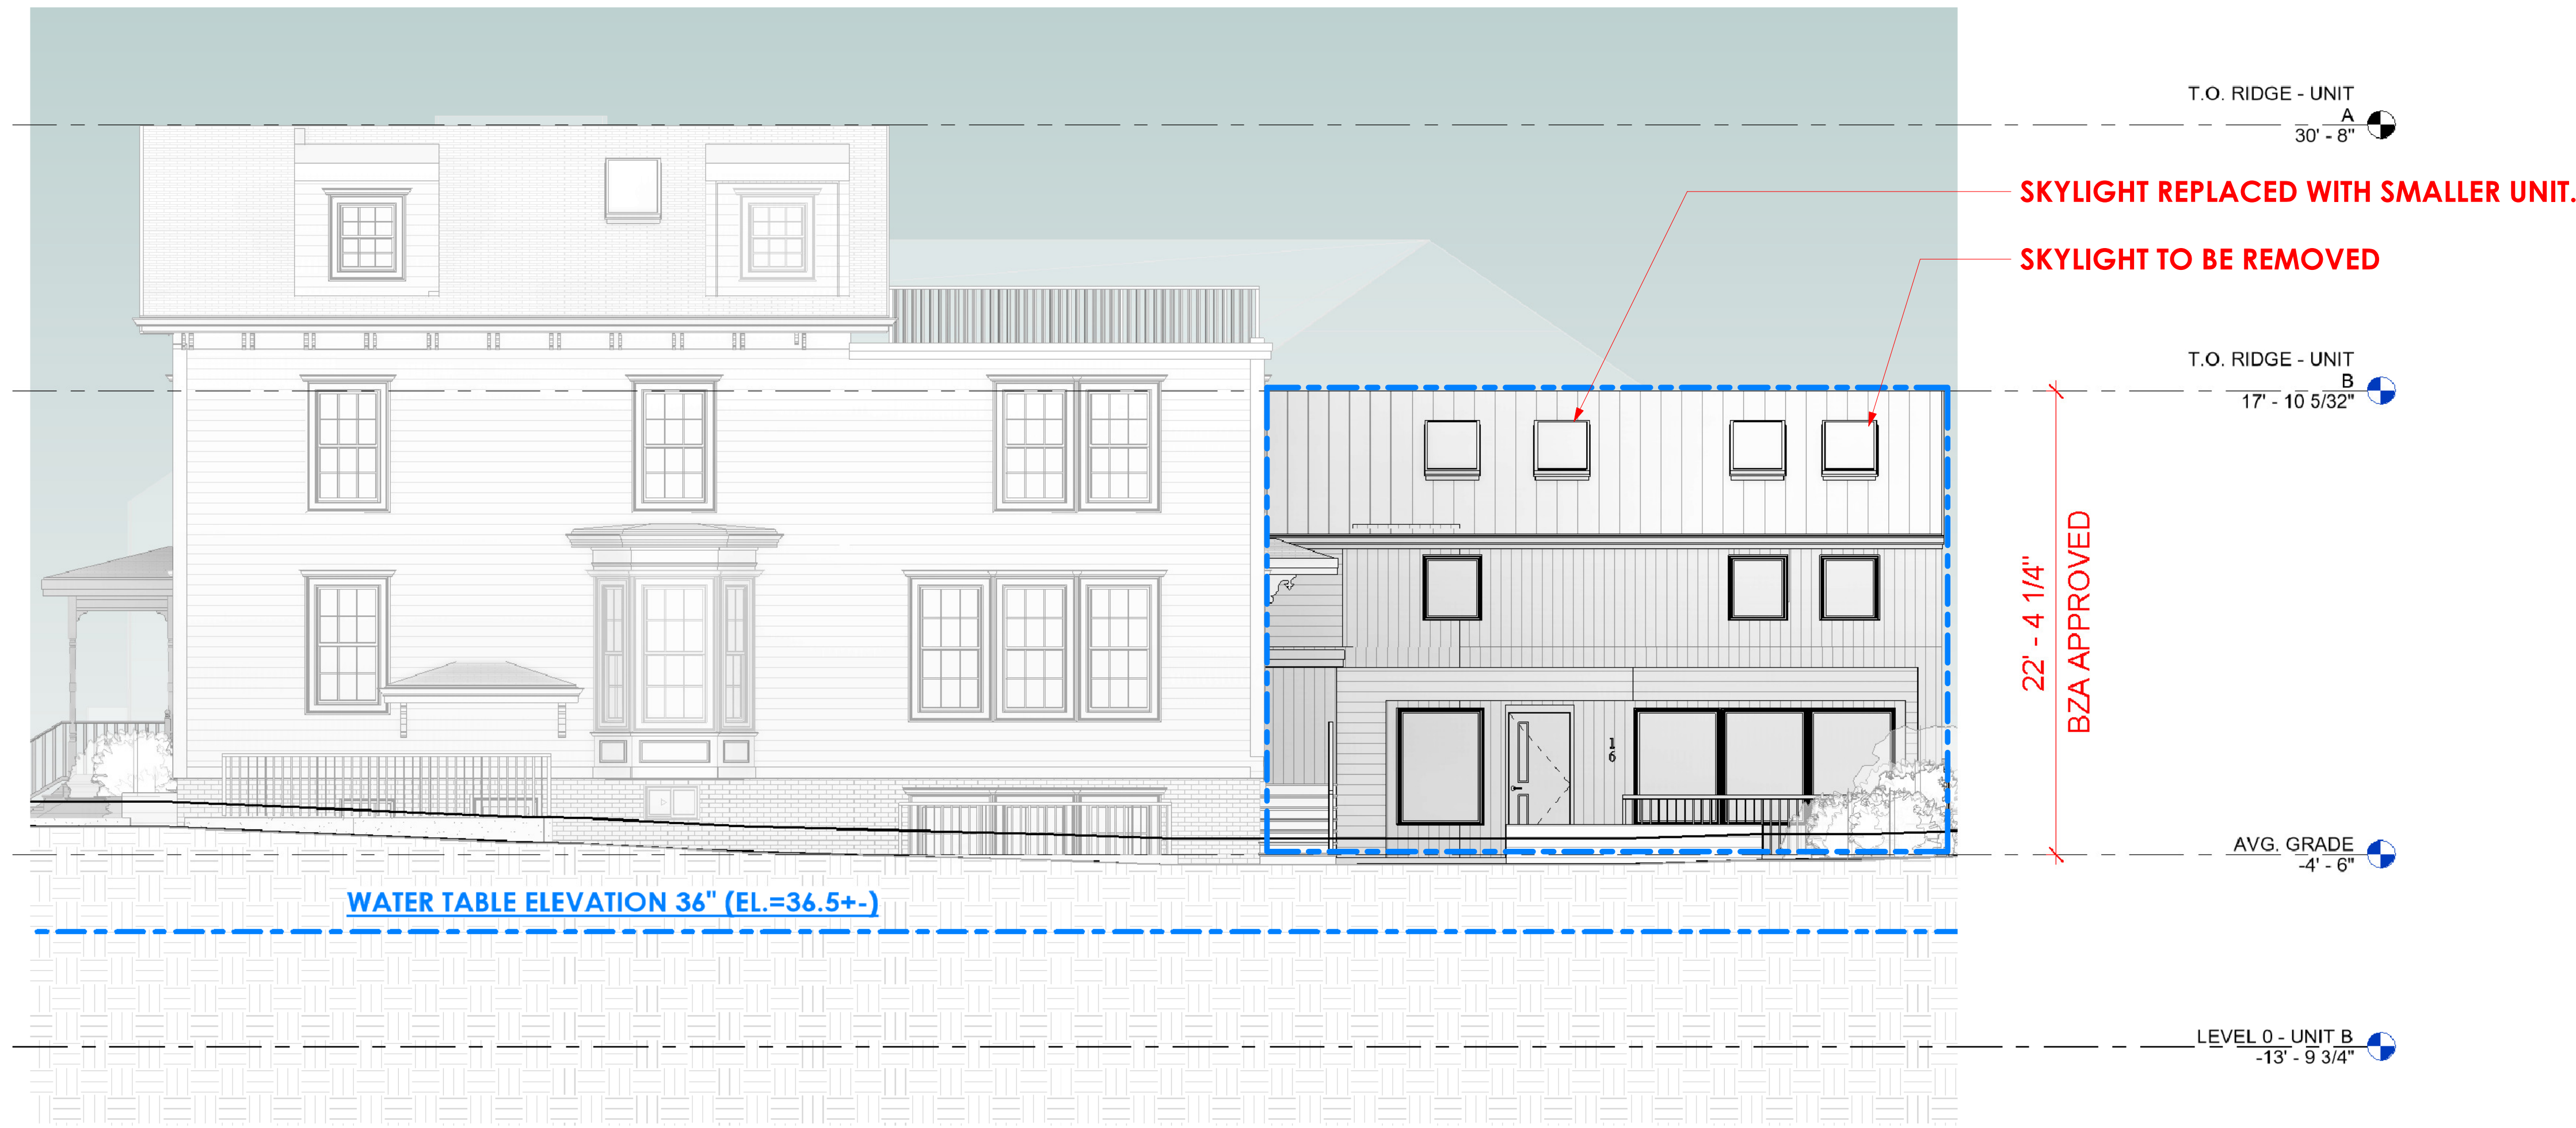 T.O. RIDGE - UNIT
A
30' - 8"
SKYLIGHT REPLACED WITH SMALLER UNIT.
SKYLIGHT TO BE REMOVED
T.O. RIDGE - UNIT
B
17' - 10 5/32"
22' - 4 1/4"
BZA APPROVED
1
6
AVG. GRADE
-4' - 6"
WATER TABLE ELEVATION 36" (EL.=36.5+-)
LEVEL 0 - UNIT B
-13' - 9 3/4"